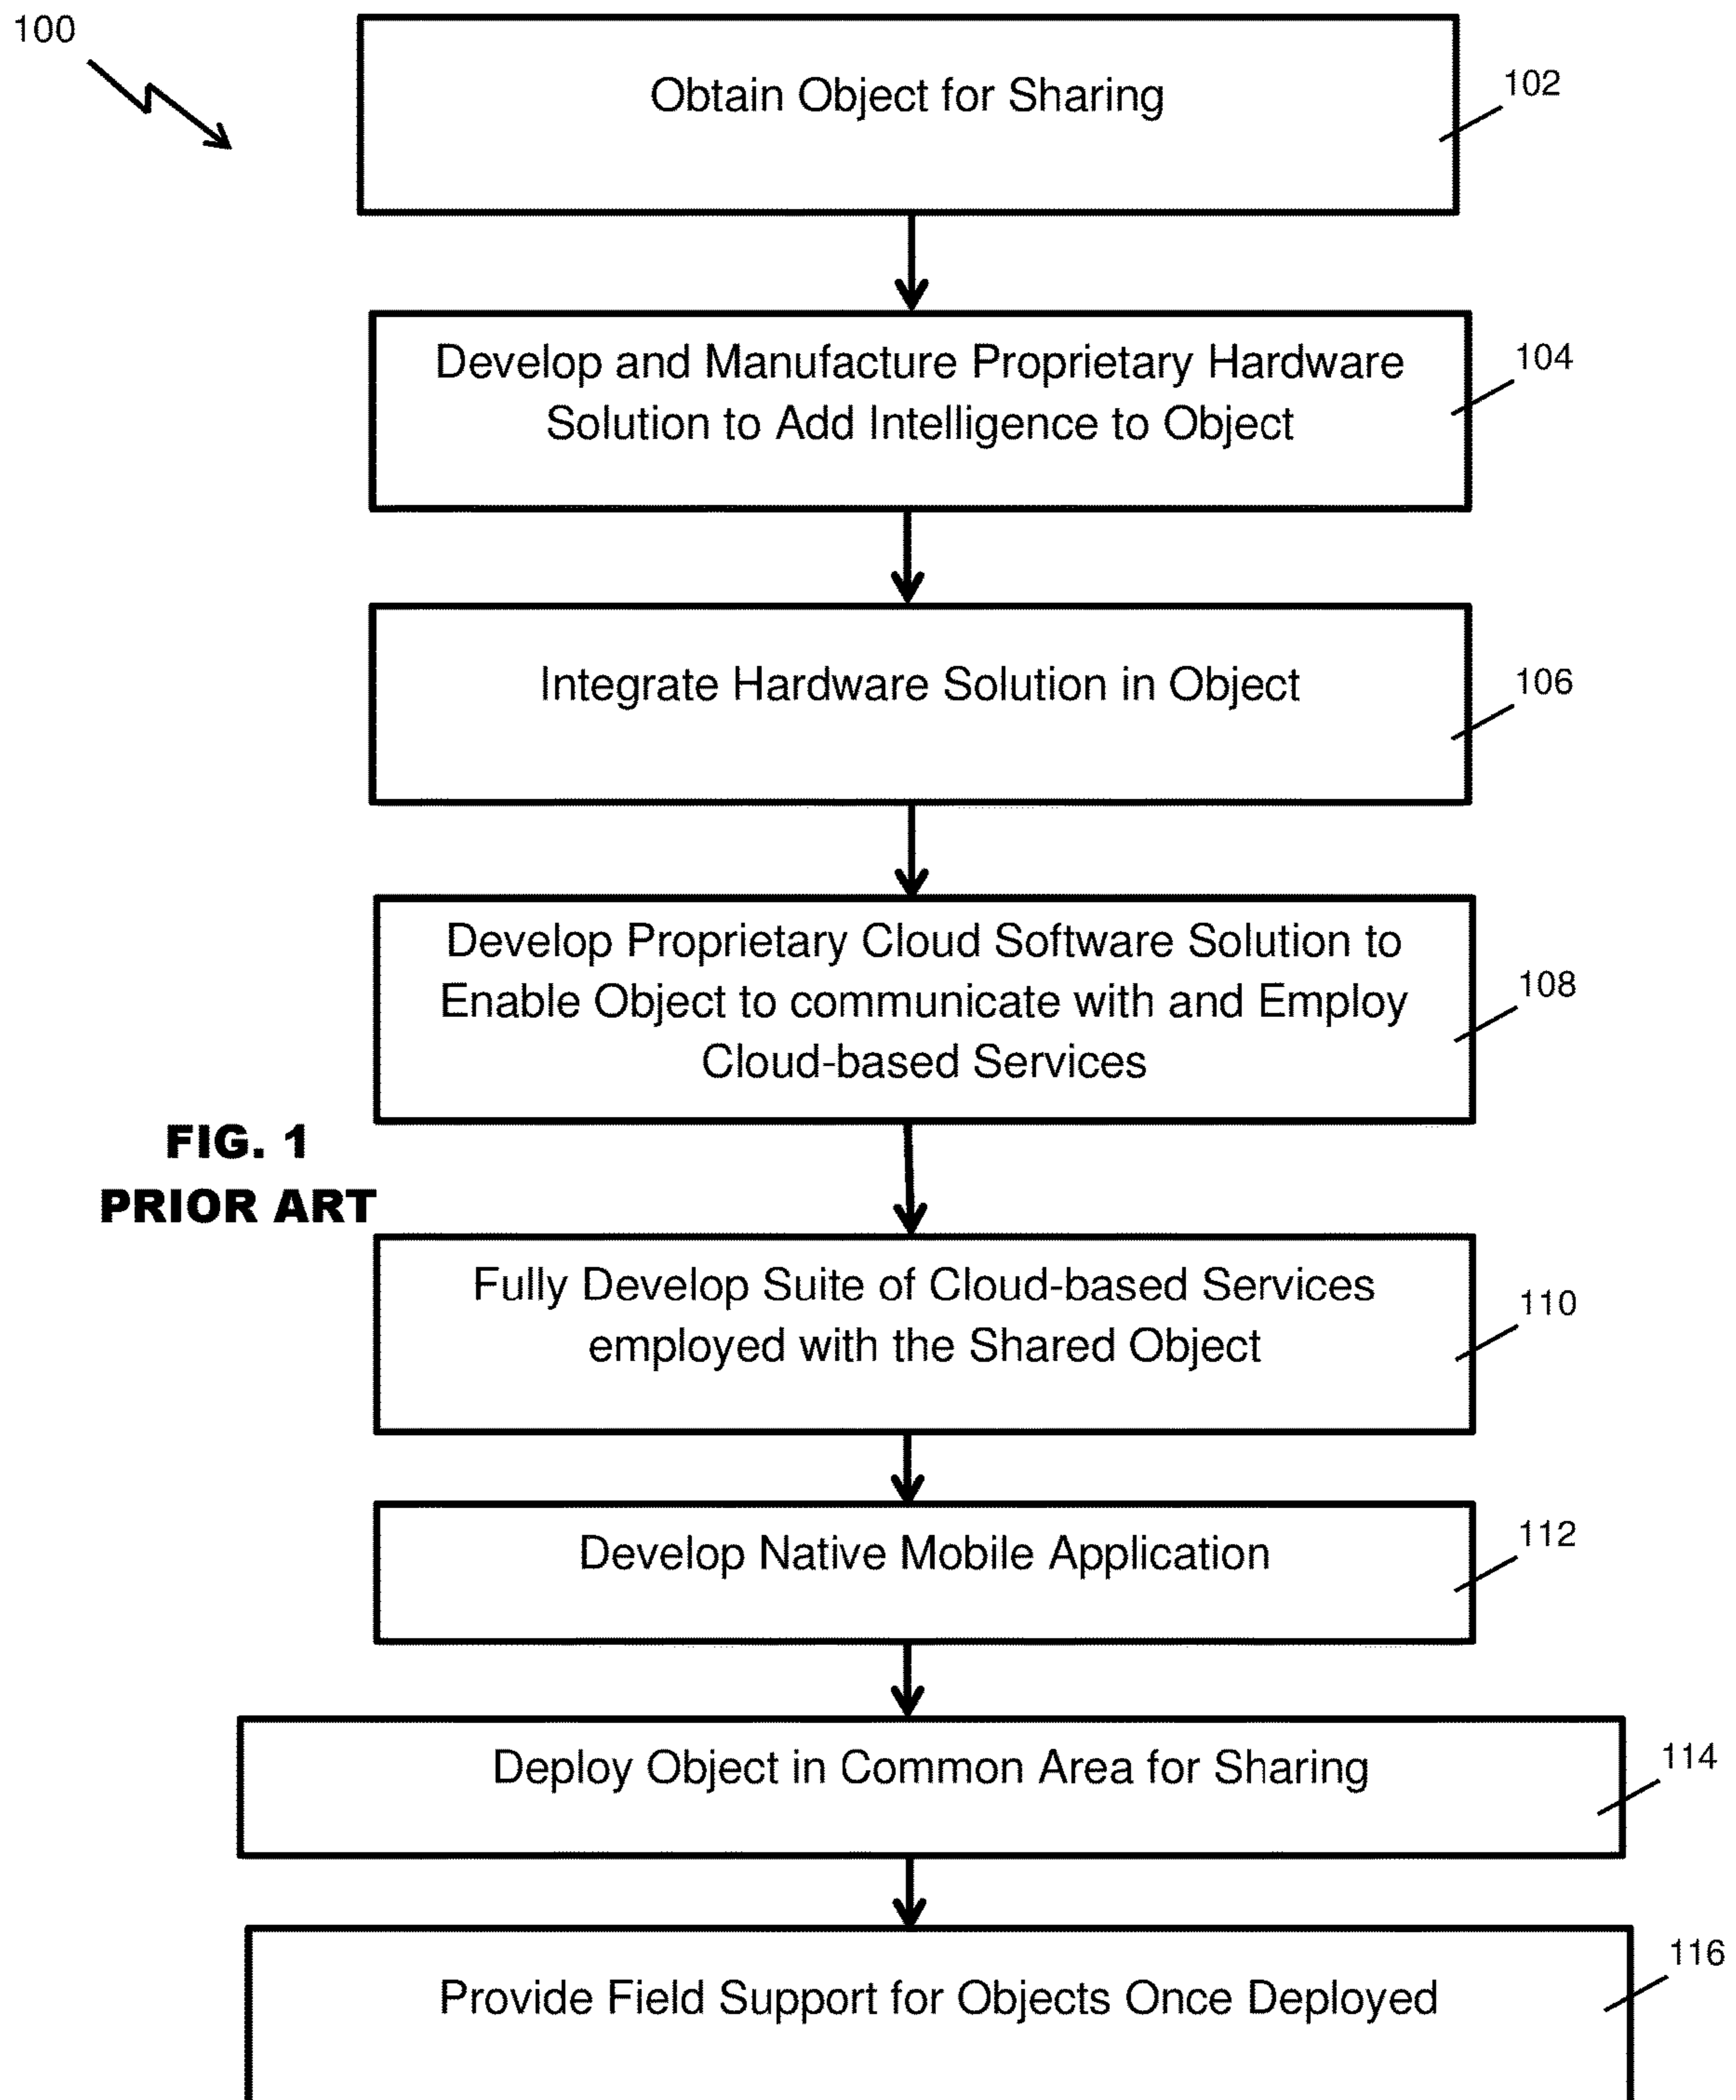 100
Obtain Object for Sharing
102
Develop and Manufacture Proprietary Hardware
Solution to Add Intelligence to Object
104
Integrate Hardware Solution in Object
106
Develop Proprietary Cloud Software Solution to
Enable Object to communicate with and Employ
Cloud-based Services
108
FIG. 1
PRIOR ART
Fully Develop Suite of Cloud-based Services
employed with the Shared Object
110
Develop Native Mobile Application
112
Deploy Object in Common Area for Sharing
114
Provide Field Support for Objects Once Deployed
116